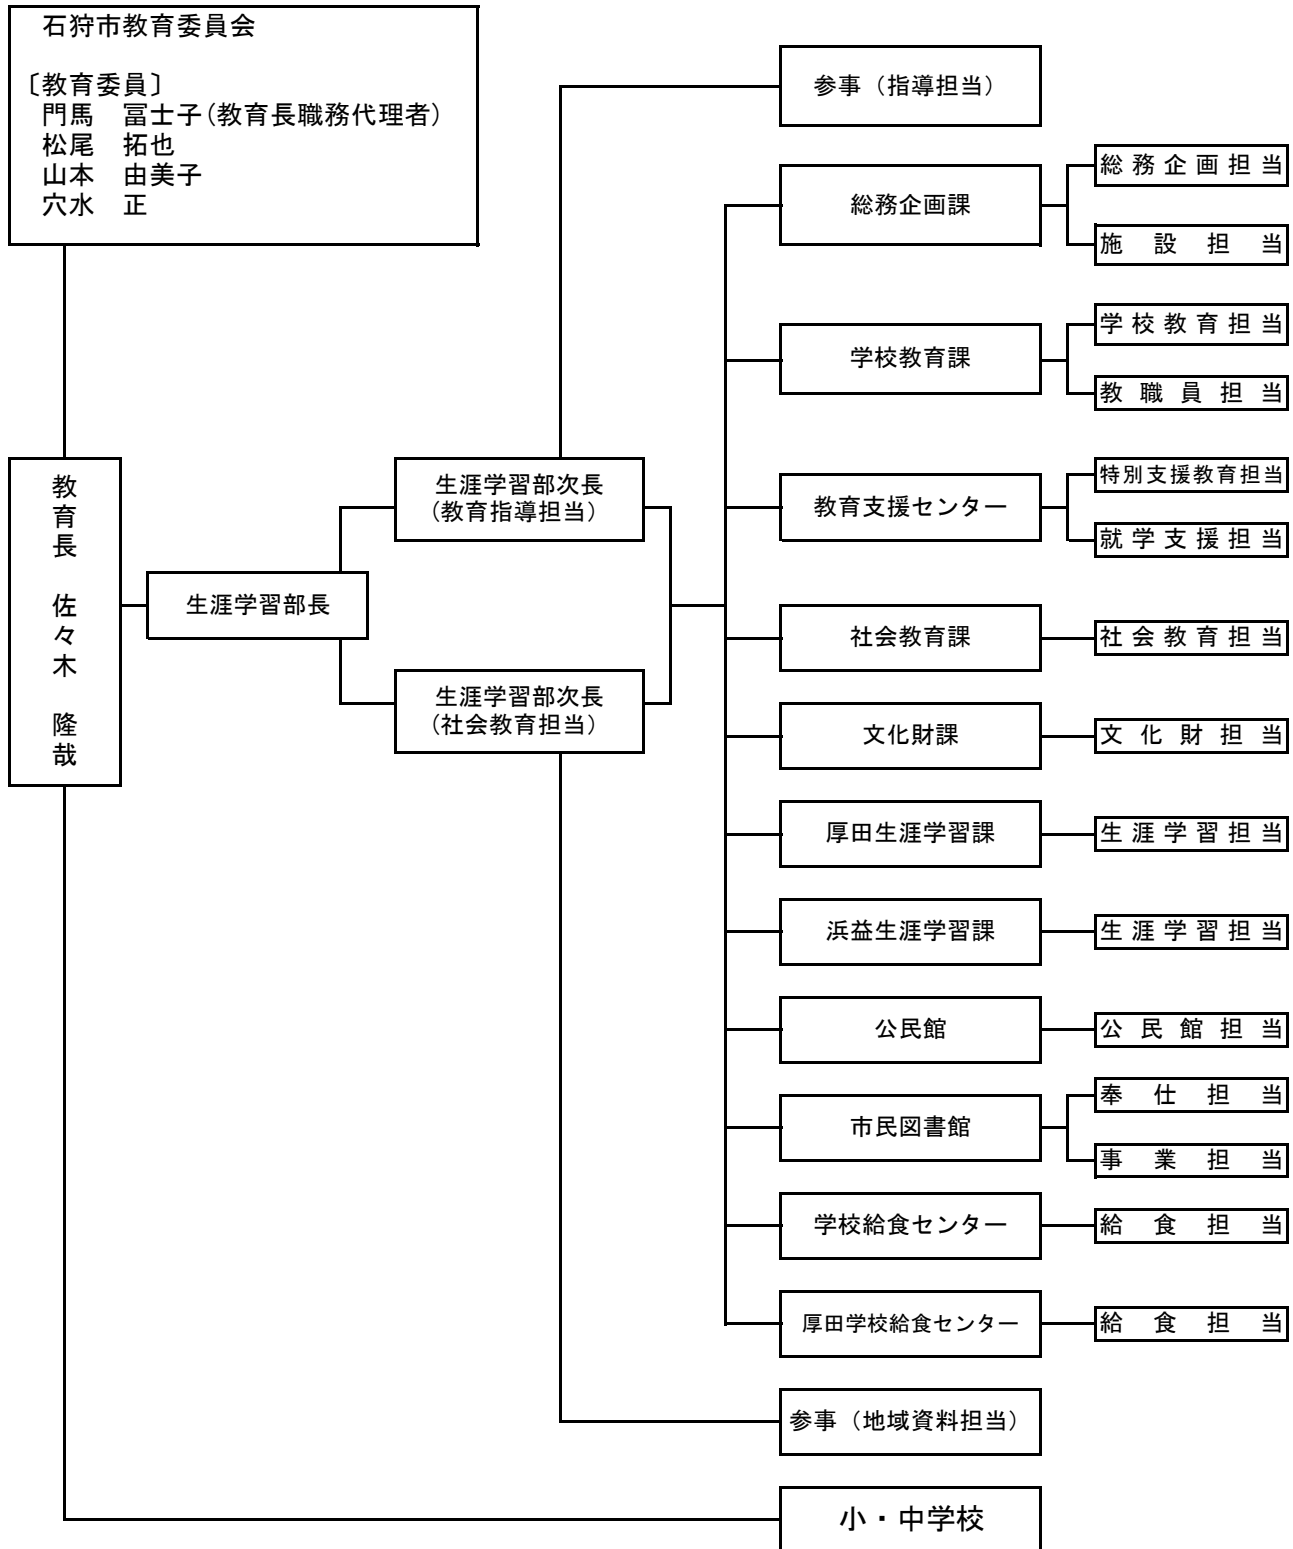 石狩市教育委員会
〔教育委員〕
門馬　冨士子(教育長職務代理者)
松尾　拓也
山本　由美子
穴水　正
教育長　佐々木　隆哉
生涯学習部長
生涯学習部次長
(教育指導担当)
生涯学習部次長
(社会教育担当)
参事（指導担当）
総務企画課
総務企画担当
施設担当
学校教育課
学校教育担当
教職員担当
教育支援センター
特別支援教育担当
就学支援担当
社会教育課
社会教育担当
文化財課
文化財担当
厚田生涯学習課
生涯学習担当
浜益生涯学習課
生涯学習担当
公民館
公民館担当
市民図書館
奉仕担当
事業担当
学校給食センター
給食担当
厚田学校給食センター
給食担当
参事（地域資料担当）
小・中学校